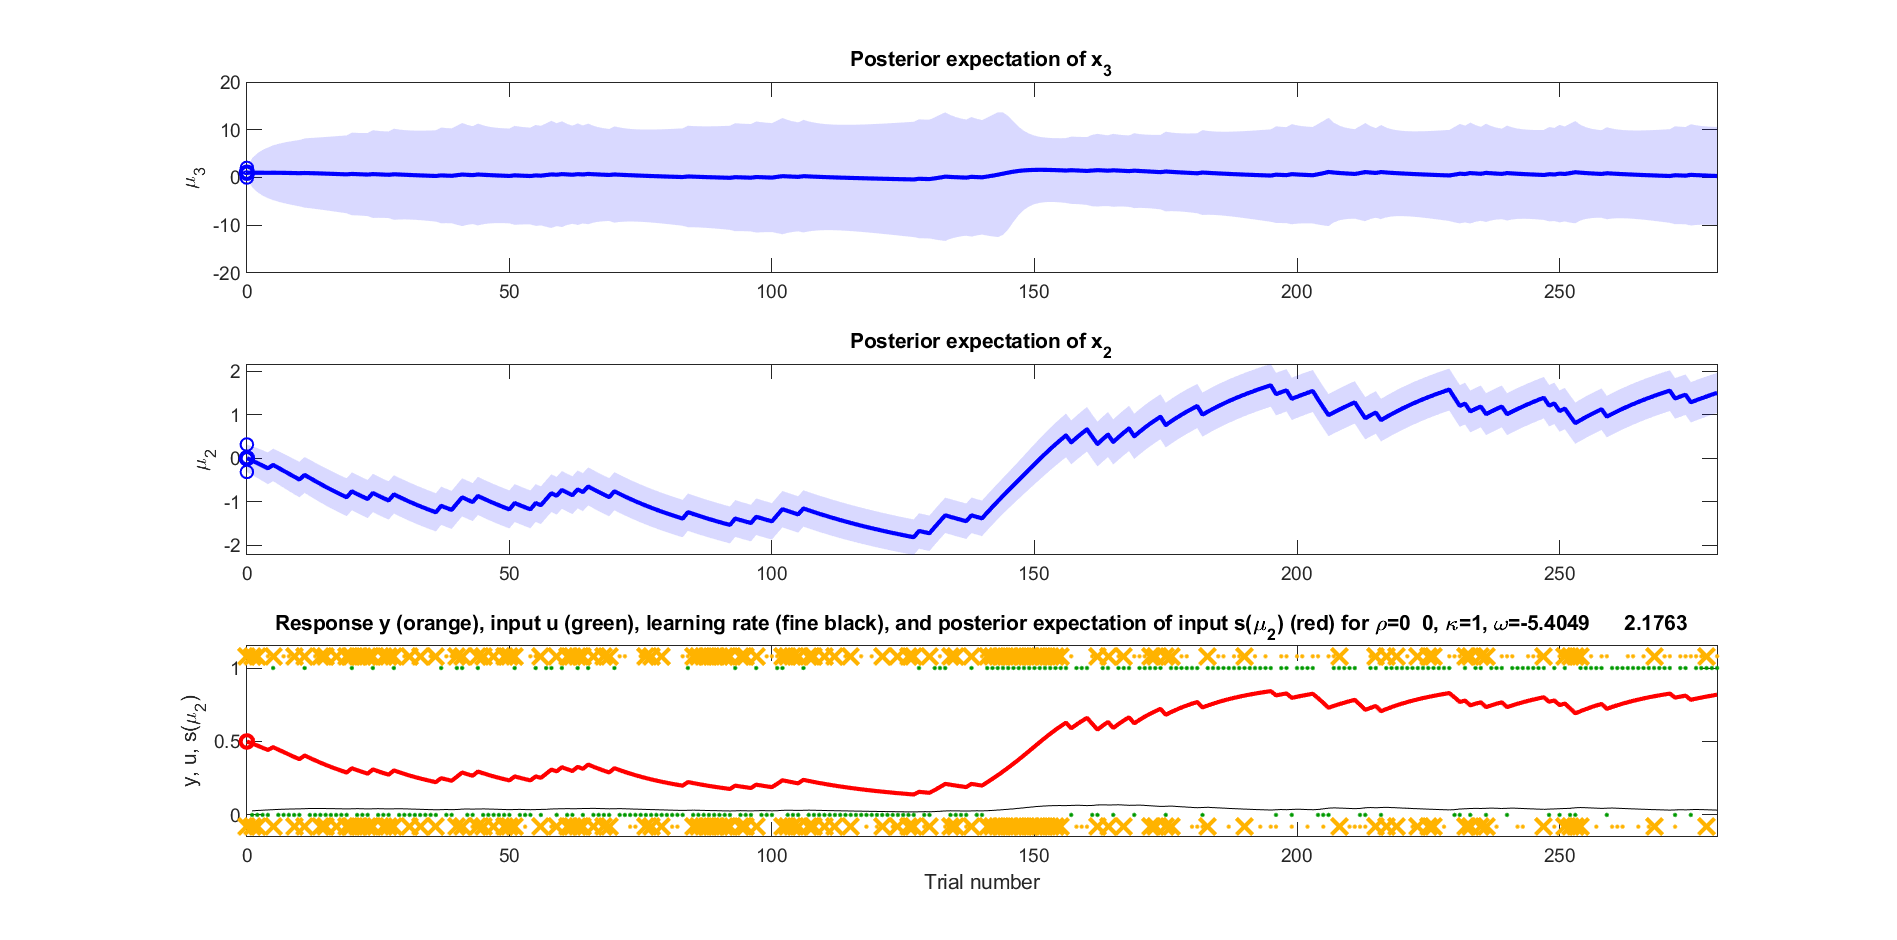 Posterior expectation of x3
20
10
0
-10
-20
μ3
0 50 100 150 200 250
Posterior expectation of x2
2
1
0
-1
-2
μ2
0 50 100 150 200 250
Response y (orange), input u (green), learning rate (fine black), and posterior expectation of input s(μ2) (red) for ρ=0 0, κ=1, ω=-5.4049 2.1763
1
0.5
0
y, u, s(μ2)
0 50 100 150 200 250
Trial number